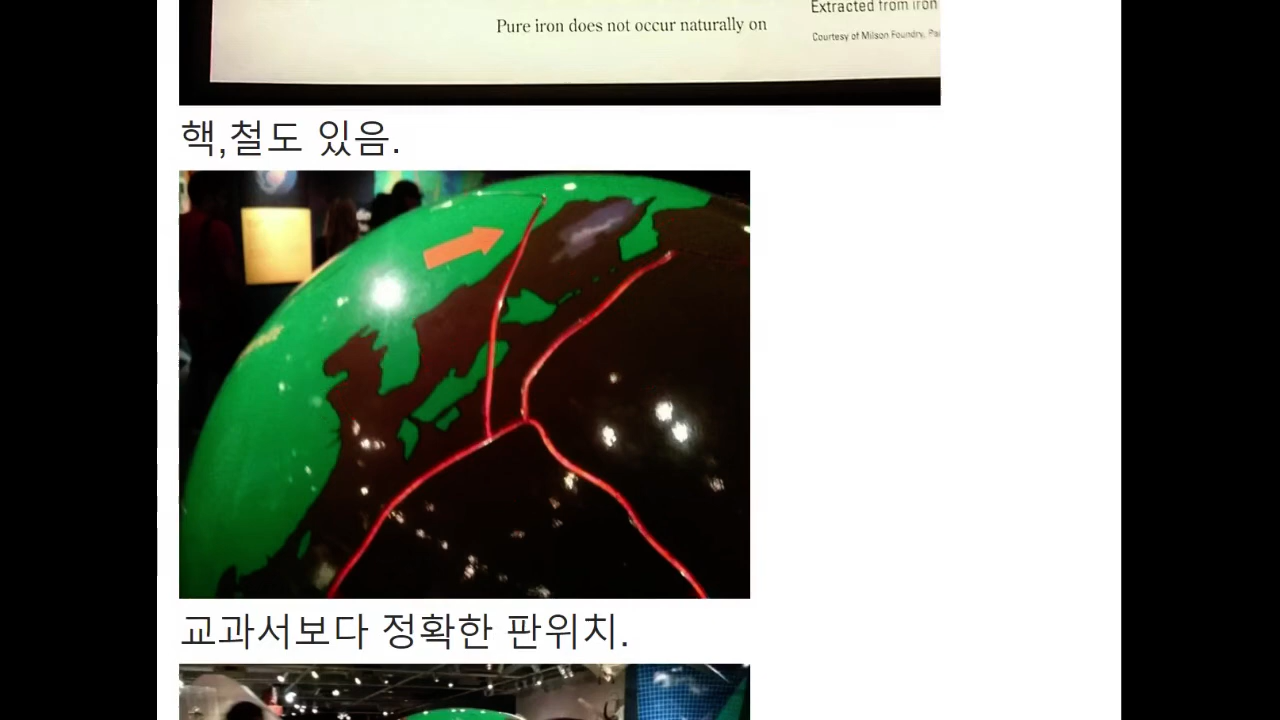 Extracted from iron
Pure iron does not occur naturally on
Courtesy of Milson Foundry,
핵,철도 있음.
교과서보다 정확한 판위치.